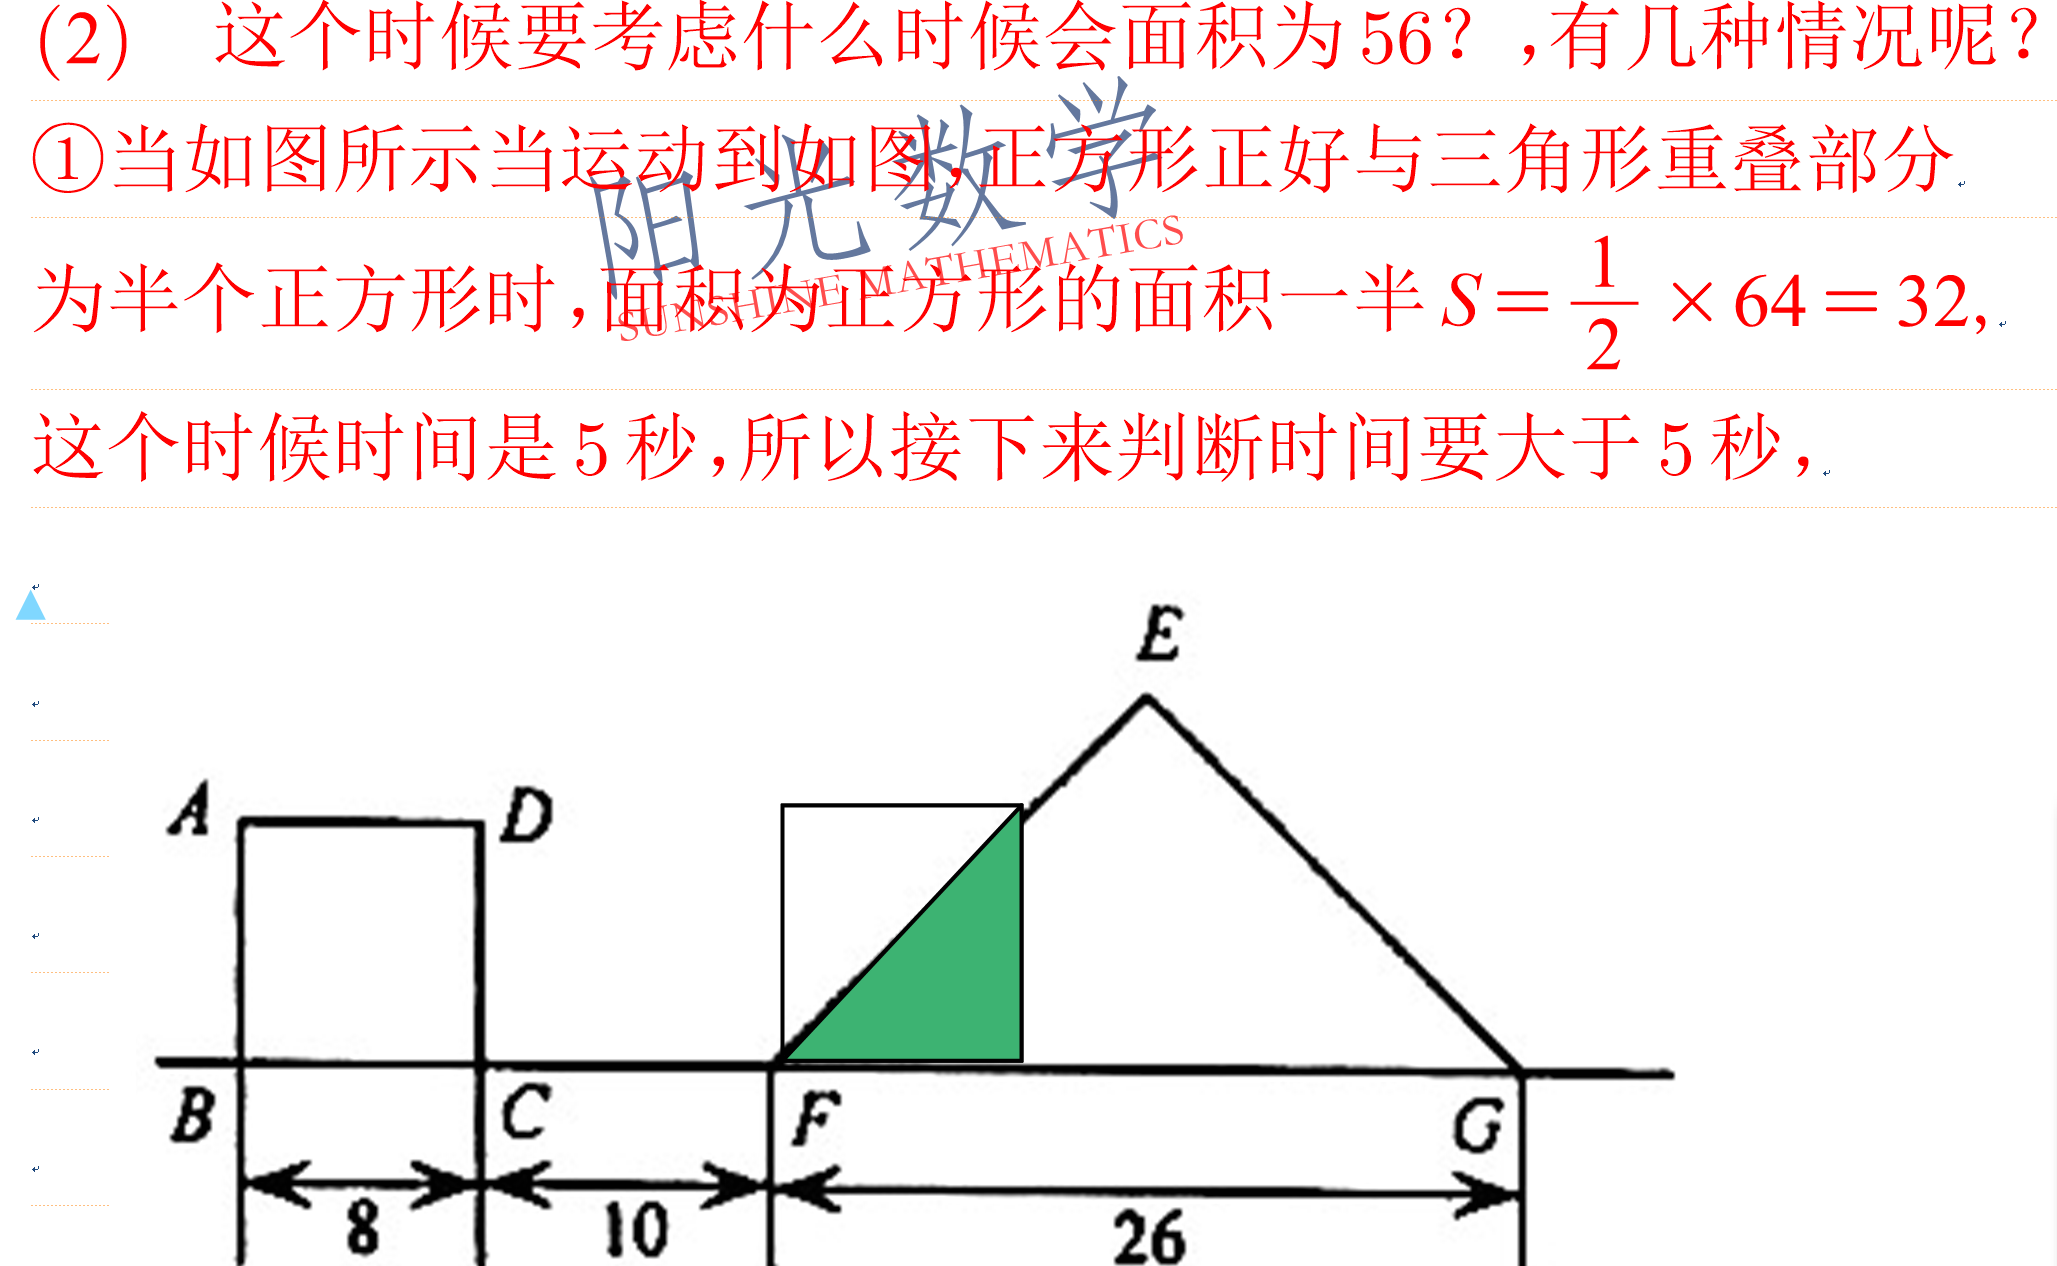 (2) 这个时候要考虑什么时候会面积为56？,有几种情况呢？
①当如图所示当运动到如图,正方形正好与三角形重叠部分
为半个正方形时,面积为正方形的面积一半 S = 1/2 × 64 = 32,
这个时候时间是5秒,所以接下来判断时间要大于5秒，
阳光数学
SUNSHINE MATHEMATICS
E
A D
B C F G
8 10 26